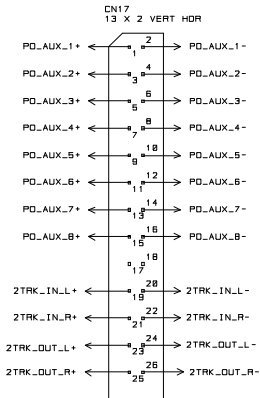 CN17
13 X 2 VERT HDR
PO_AUX_1+ 1 2 PO_AUX_1-
PO_AUX_2+ 3 4 PO_AUX_2-
PO_AUX_3+ 5 6 PO_AUX_3-
PO_AUX_4+ 7 8 PO_AUX_4-
PO_AUX_5+ 9 10 PO_AUX_5-
PO_AUX_6+ 11 12 PO_AUX_6-
PO_AUX_7+ 13 14 PO_AUX_7-
PO_AUX_8+ 15 16 PO_AUX_8-
17 18
2TRK_IN_L+ 19 20 2TRK_IN_L-
2TRK_IN_R+ 21 22 2TRK_IN_R-
2TRK_OUT_L+ 23 24 2TRK_OUT_L-
2TRK_OUT_R+ 25 26 2TRK_OUT_R-